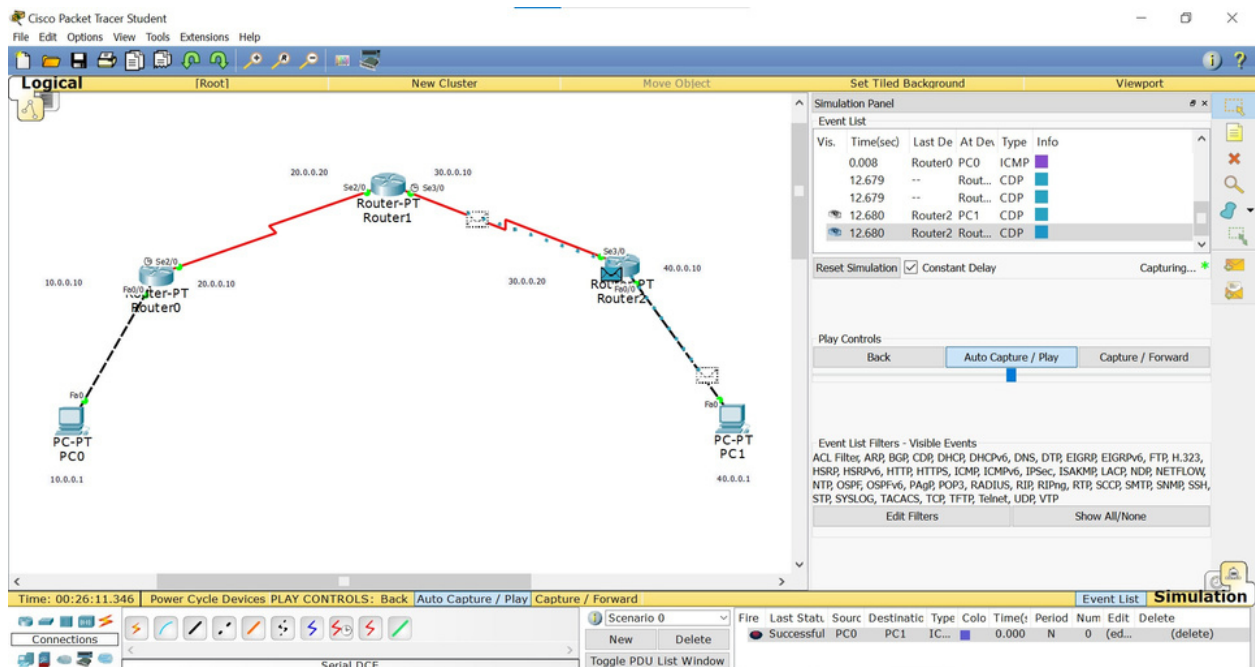 Cisco Packet Tracer Student
File Edit Options View Tools Extensions Help
Logical [Root] New Cluster Move Object Set Tiled Background Viewport
20.0.0.20 30.0.0.10
Se2/0 Se3/0
Router-PT
Router1
Se2/0
10.0.0.10 Fa0/0 20.0.0.10
Router0
Se3/0
40.0.0.10
30.0.0.20
Fa0/0
Router2
Fa0
PC-PT
PC0
10.0.0.1
Fa0
PC-PT
PC1
40.0.0.1
Simulation Panel
Event List
Vis. Time(sec) Last De At Dev Type Info
0.008 Router0 PC0 ICMP
12.679 -- Rout... CDP
12.679 -- Rout... CDP
12.680 Router2 PC1 CDP
12.680 Router2 Rout... CDP
Reset Simulation Constant Delay Capturing... *
Play Controls
Back Auto Capture / Play Capture / Forward
Event List Filters - Visible Events
ACL Filter, ARP, BGP, CDP, DHCP, DHCPv6, DNS, DTP, EIGRP, EIGRPv6, FTP, H.323,
HSRP, HSRPv6, HTTP, HTTPS, ICMP, ICMPv6, IPSec, ISAKMP, LACP, NDP, NETFLOW,
NTP, OSPF, OSPFv6, PAgP, POP3, RADIUS, RIP, RIPng, RTP, SCCP, SMTP, SNMP, SSH,
STP, SYSLOG, TACACS, TCP, TFTP, Telnet, UDP, VTP
Edit Filters Show All/None
Time: 00:26:11.346 Power Cycle Devices PLAY CONTROLS: Back Auto Capture / Play Capture / Forward Event List Simulation
Connections
Serial DCE
Scenario 0
New Delete
Toggle PDU List Window
Fire Last Statu Sourc Destinatic Type Colo Time(s Period Num Edit Delete
Successful PC0 PC1 IC... 0.000 N 0 (ed... (delete)